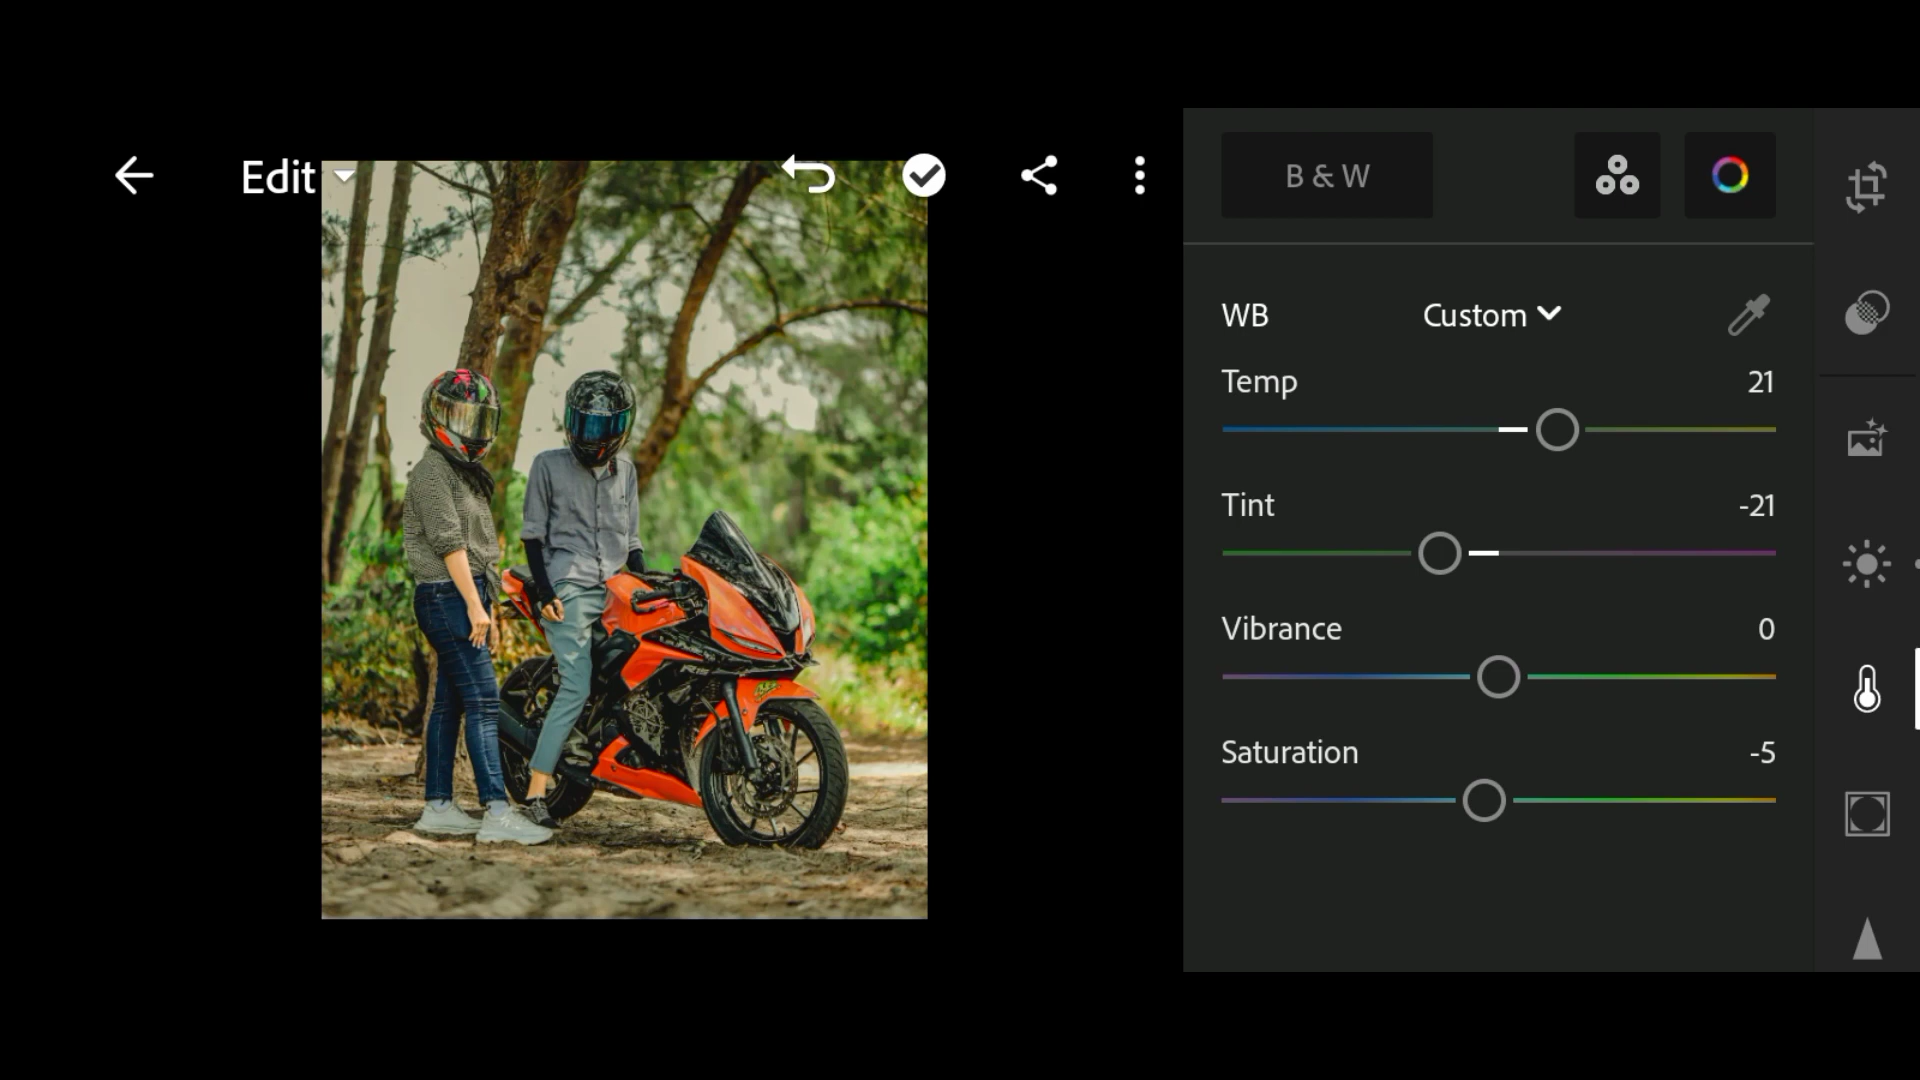 Edit
B & W
WB Custom
Temp 21
Tint -21
Vibrance 0
Saturation -5